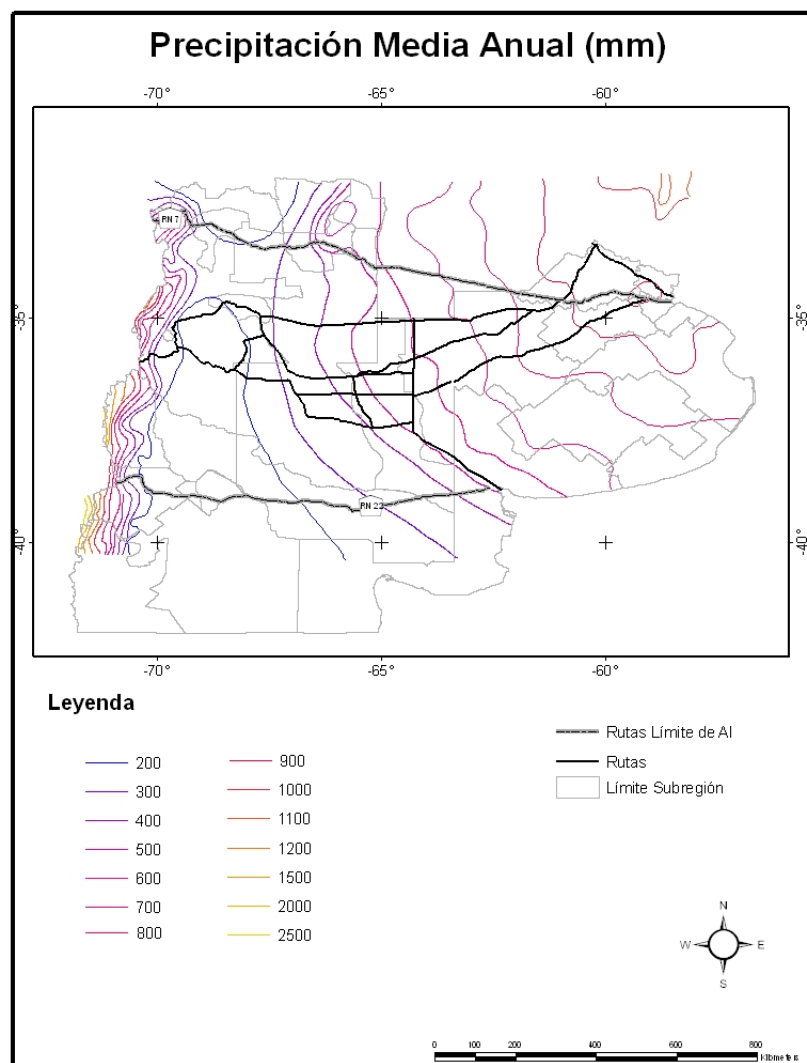 Precipitación Media Anual (mm)
-70° -65° -60°
RN 7
-35° -35°
RN 22
-40° -40°
-70° -65° -60°
Leyenda
200
300
400
500
600
700
800
900
1000
1100
1200
1500
2000
2500
Rutas Límite de AI
Rutas
Límite Subregión
N
W E
S
0 100 200 400 600 800
Kilometers